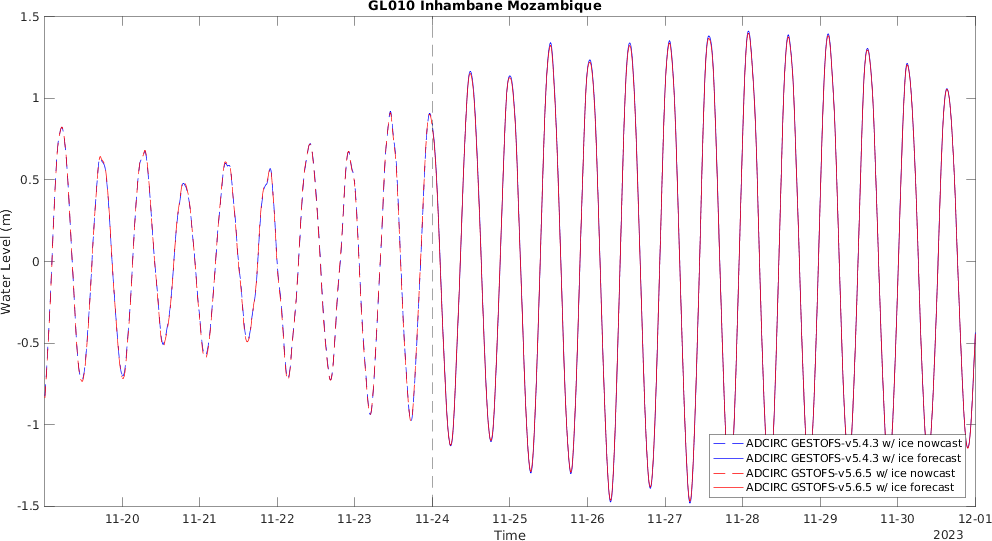 GL010 Inhambane Mozambique
1.5
1
0.5
0
-0.5
-1
-1.5
Water Level (m)
11-20
11-21
11-22
11-23
11-24
11-25
11-26
11-27
11-28
11-29
11-30
12-01
Time
2023
ADCIRC GESTOFS-v5.4.3 w/ ice nowcast
ADCIRC GESTOFS-v5.4.3 w/ ice forecast
ADCIRC GSTOFS-v5.6.5 w/ ice nowcast
ADCIRC GSTOFS-v5.6.5 w/ ice forecast